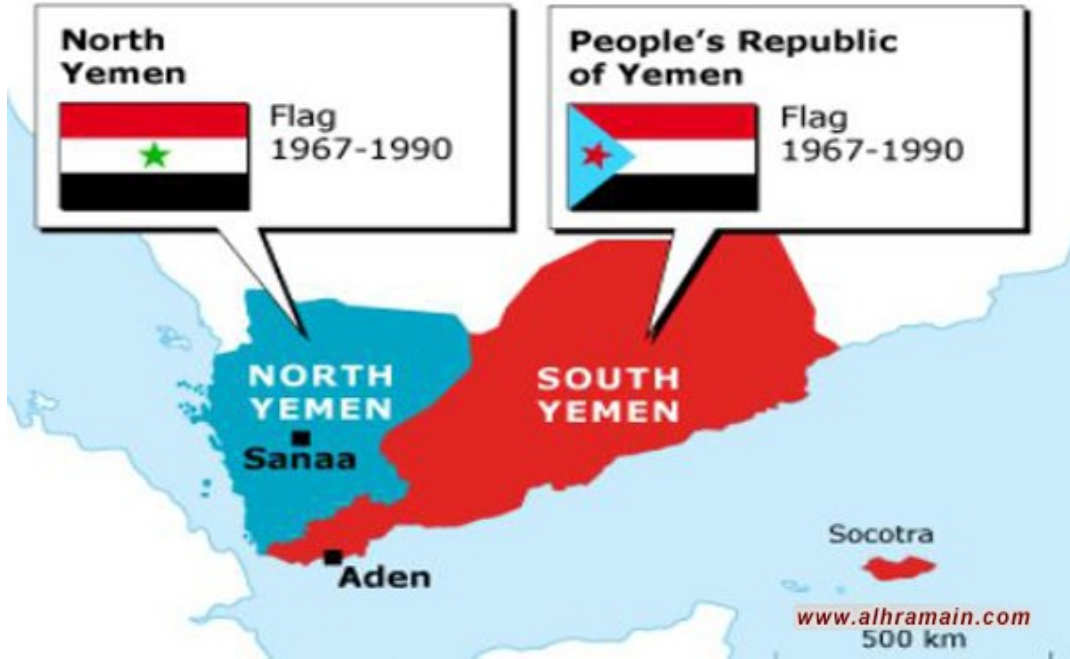 North
Yemen
Flag
1967-1990
People's Republic
of Yemen
Flag
1967-1990
NORTH
YEMEN
Sanaa
SOUTH
YEMEN
Aden
Socotra
www.alhramain.com
500 km